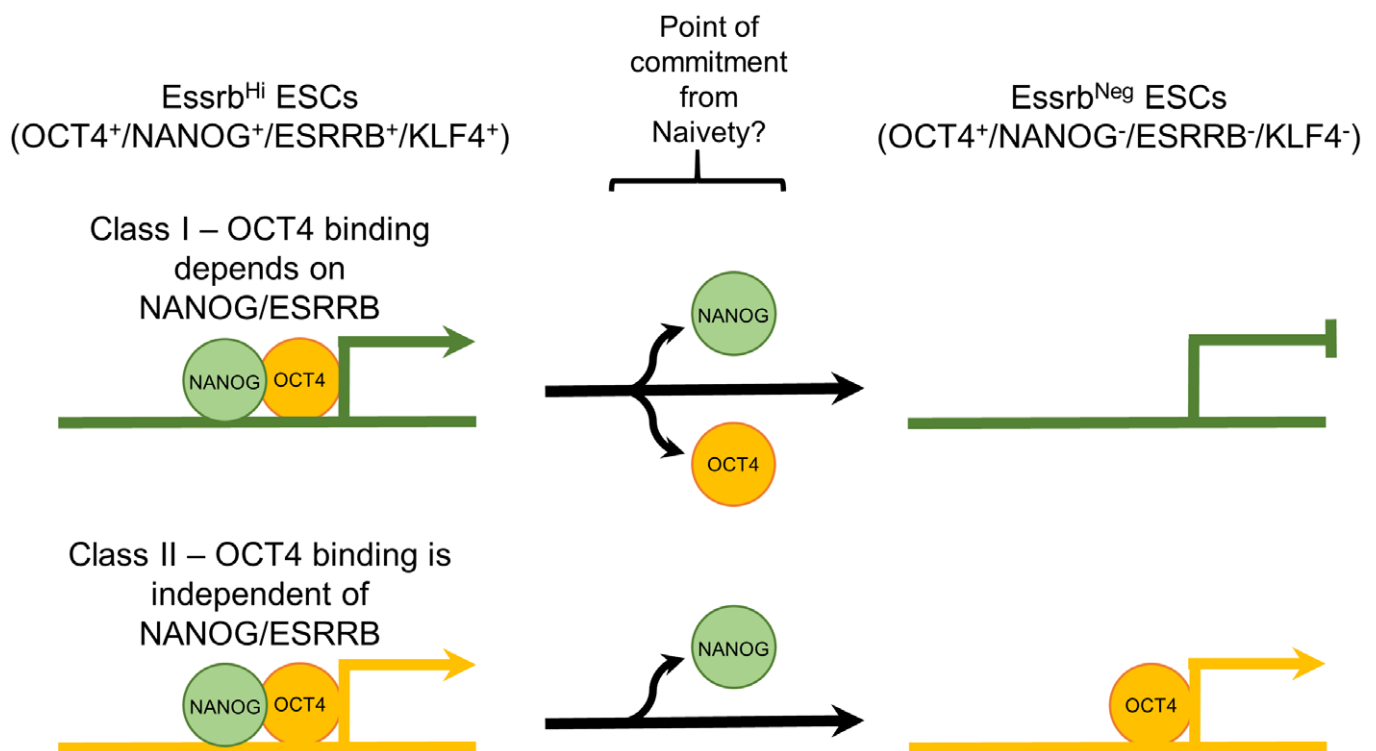 Point of
commitment
from
Naivety?
Essrb^Hi ESCs
(OCT4⁺/NANOG⁺/ESRRB⁺/KLF4⁺)
Essrb^Neg ESCs
(OCT4⁺/NANOG⁻/ESRRB⁻/KLF4⁻)
Class I – OCT4 binding
depends on
NANOG/ESRRB
NANOG
OCT4
NANOG
OCT4
Class II – OCT4 binding is
independent of
NANOG/ESRRB
NANOG
OCT4
NANOG
OCT4